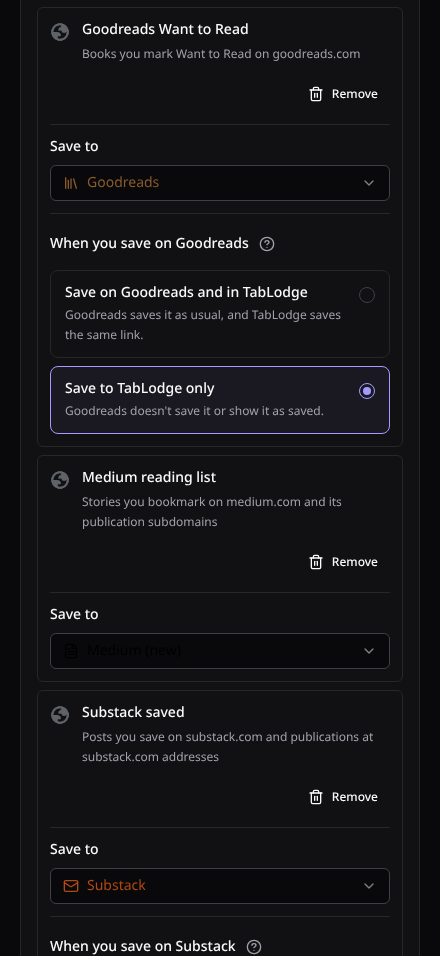 Goodreads Want to Read
Books you mark Want to Read on goodreads.com
Remove
Save to
Goodreads
When you save on Goodreads
Save on Goodreads and in TabLodge
Goodreads saves it as usual, and TabLodge saves
the same link.
Save to TabLodge only
Goodreads doesn't save it or show it as saved.
Medium reading list
Stories you bookmark on medium.com and its
publication subdomains
Remove
Save to
Medium (new)
Substack saved
Posts you save on substack.com and publications at
substack.com addresses
Remove
Save to
Substack
When you save on Substack